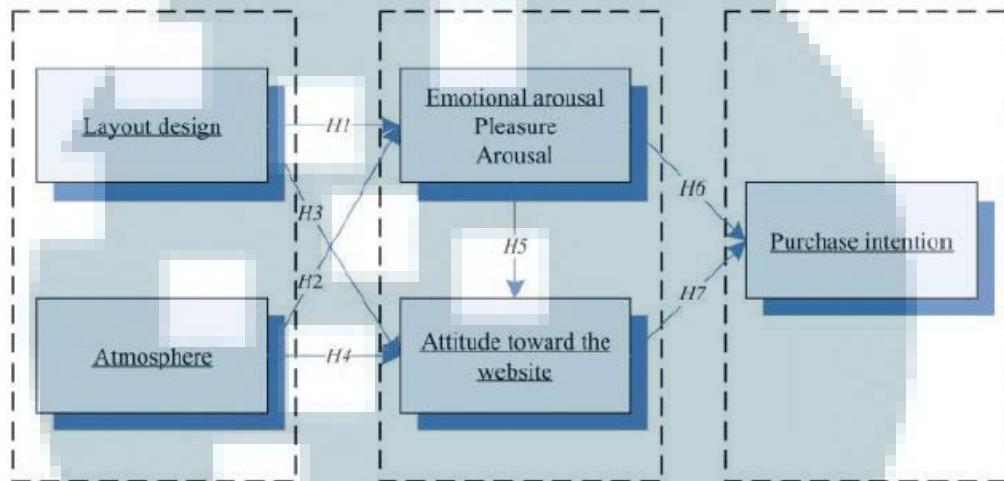 Layout design
H1
Emotional arousal
Pleasure
Arousal
H3
H6
H5
Purchase intention
H2
H7
Atmosphere
H4
Attitude toward the
website